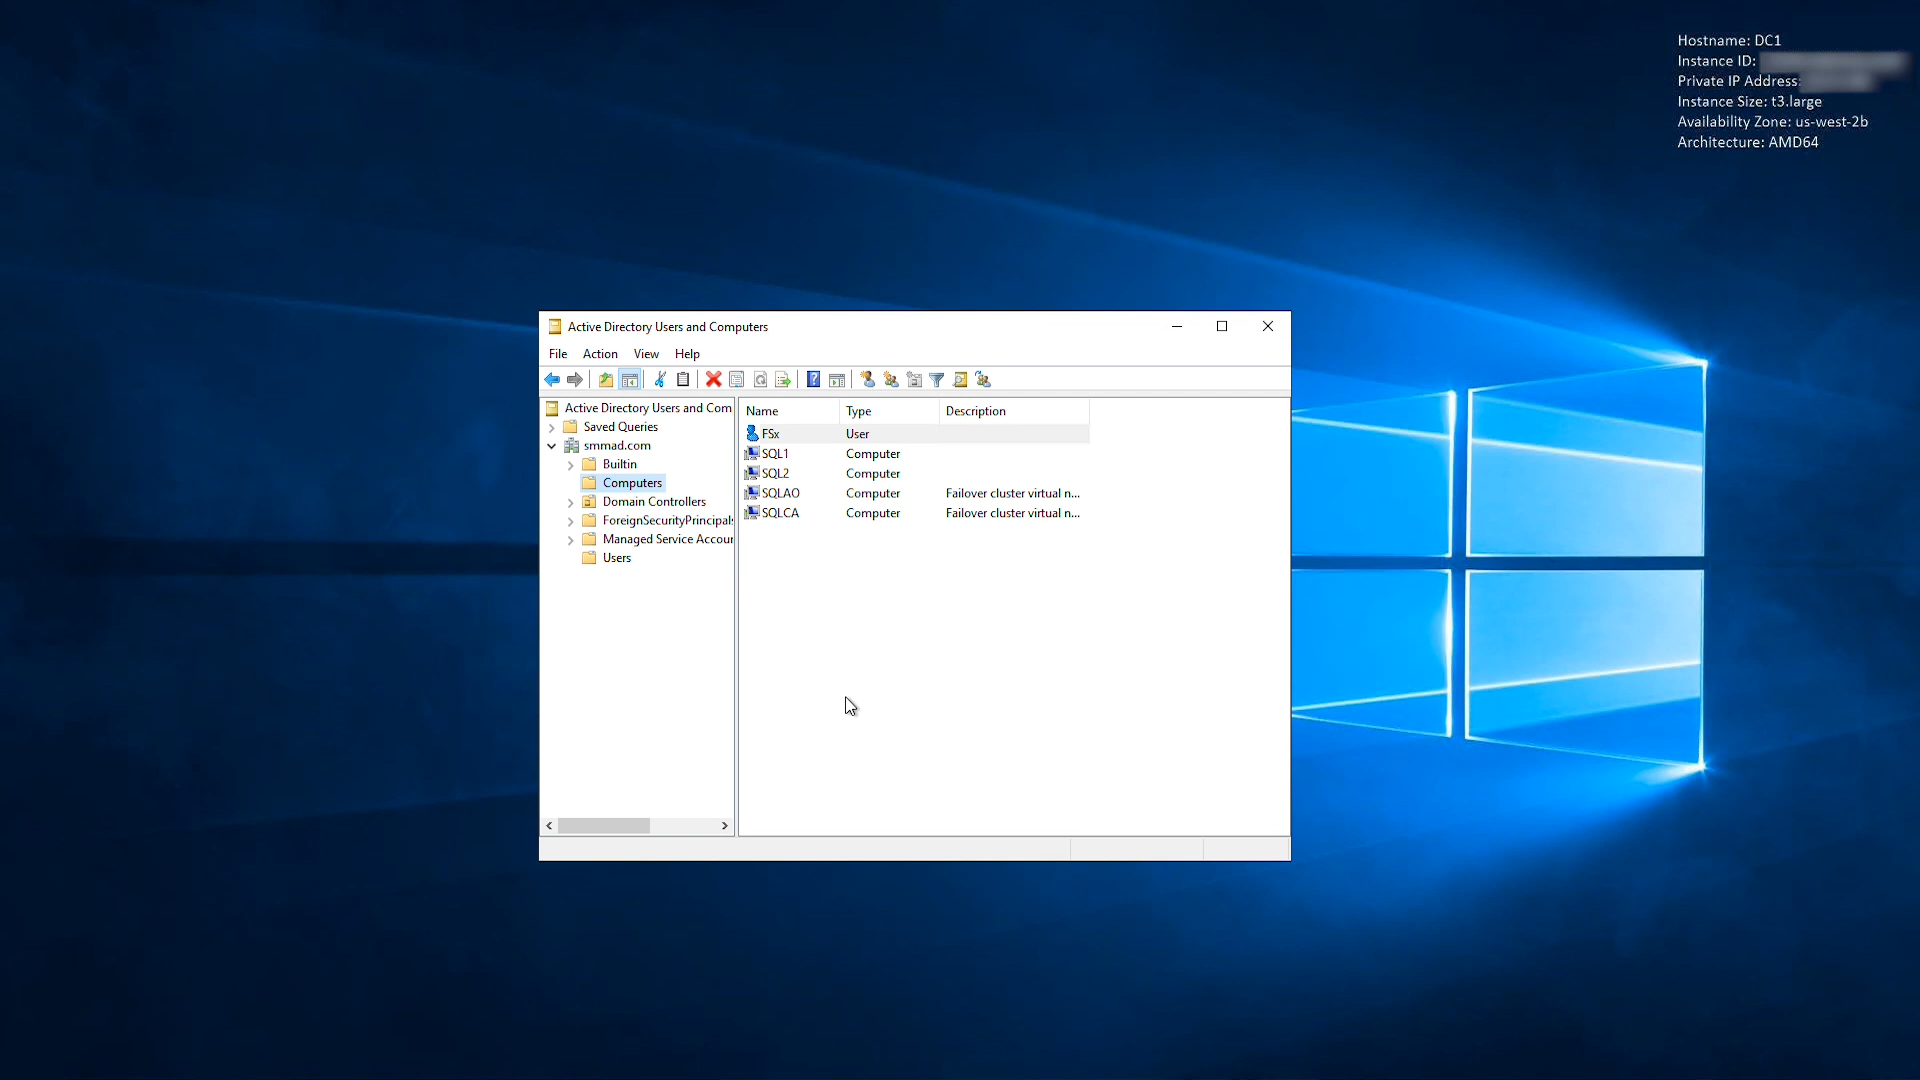 Hostname: DC1
Instance ID:
Private IP Address:
Instance Size: t3.large
Availability Zone: us-west-2b
Architecture: AMD64
Active Directory Users and Computers
File Action View Help
Active Directory Users and Com
Saved Queries
smmad.com
Builtin
Computers
Domain Controllers
ForeignSecurityPrincipals
Managed Service Accour
Users
Name Type Description
FSx User
SQL1 Computer
SQL2 Computer
SQLAO Computer Failover cluster virtual n...
SQLCA Computer Failover cluster virtual n...